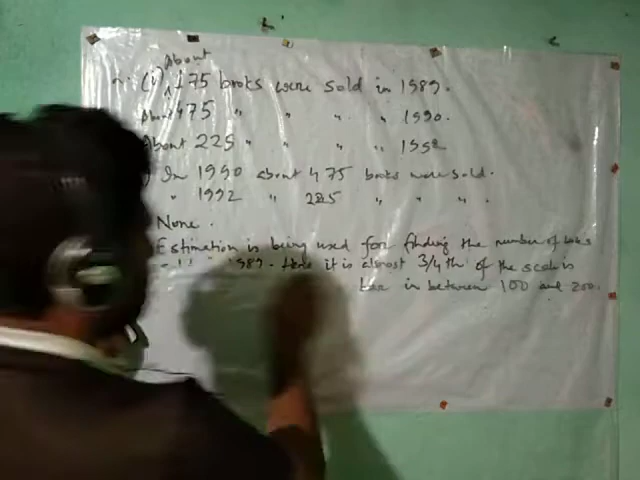 About
(i) 175 books were sold in 1989.
About 475 " " " " 1990.
About 225 " " " " 1992
In 1990 about 475 books were sold.
" 1992 " 225 " " " .
None.
Estimation is being used for finding the number of books
1989. Here it is almost 3/4th of the scale is
bar in between 100 and 200.